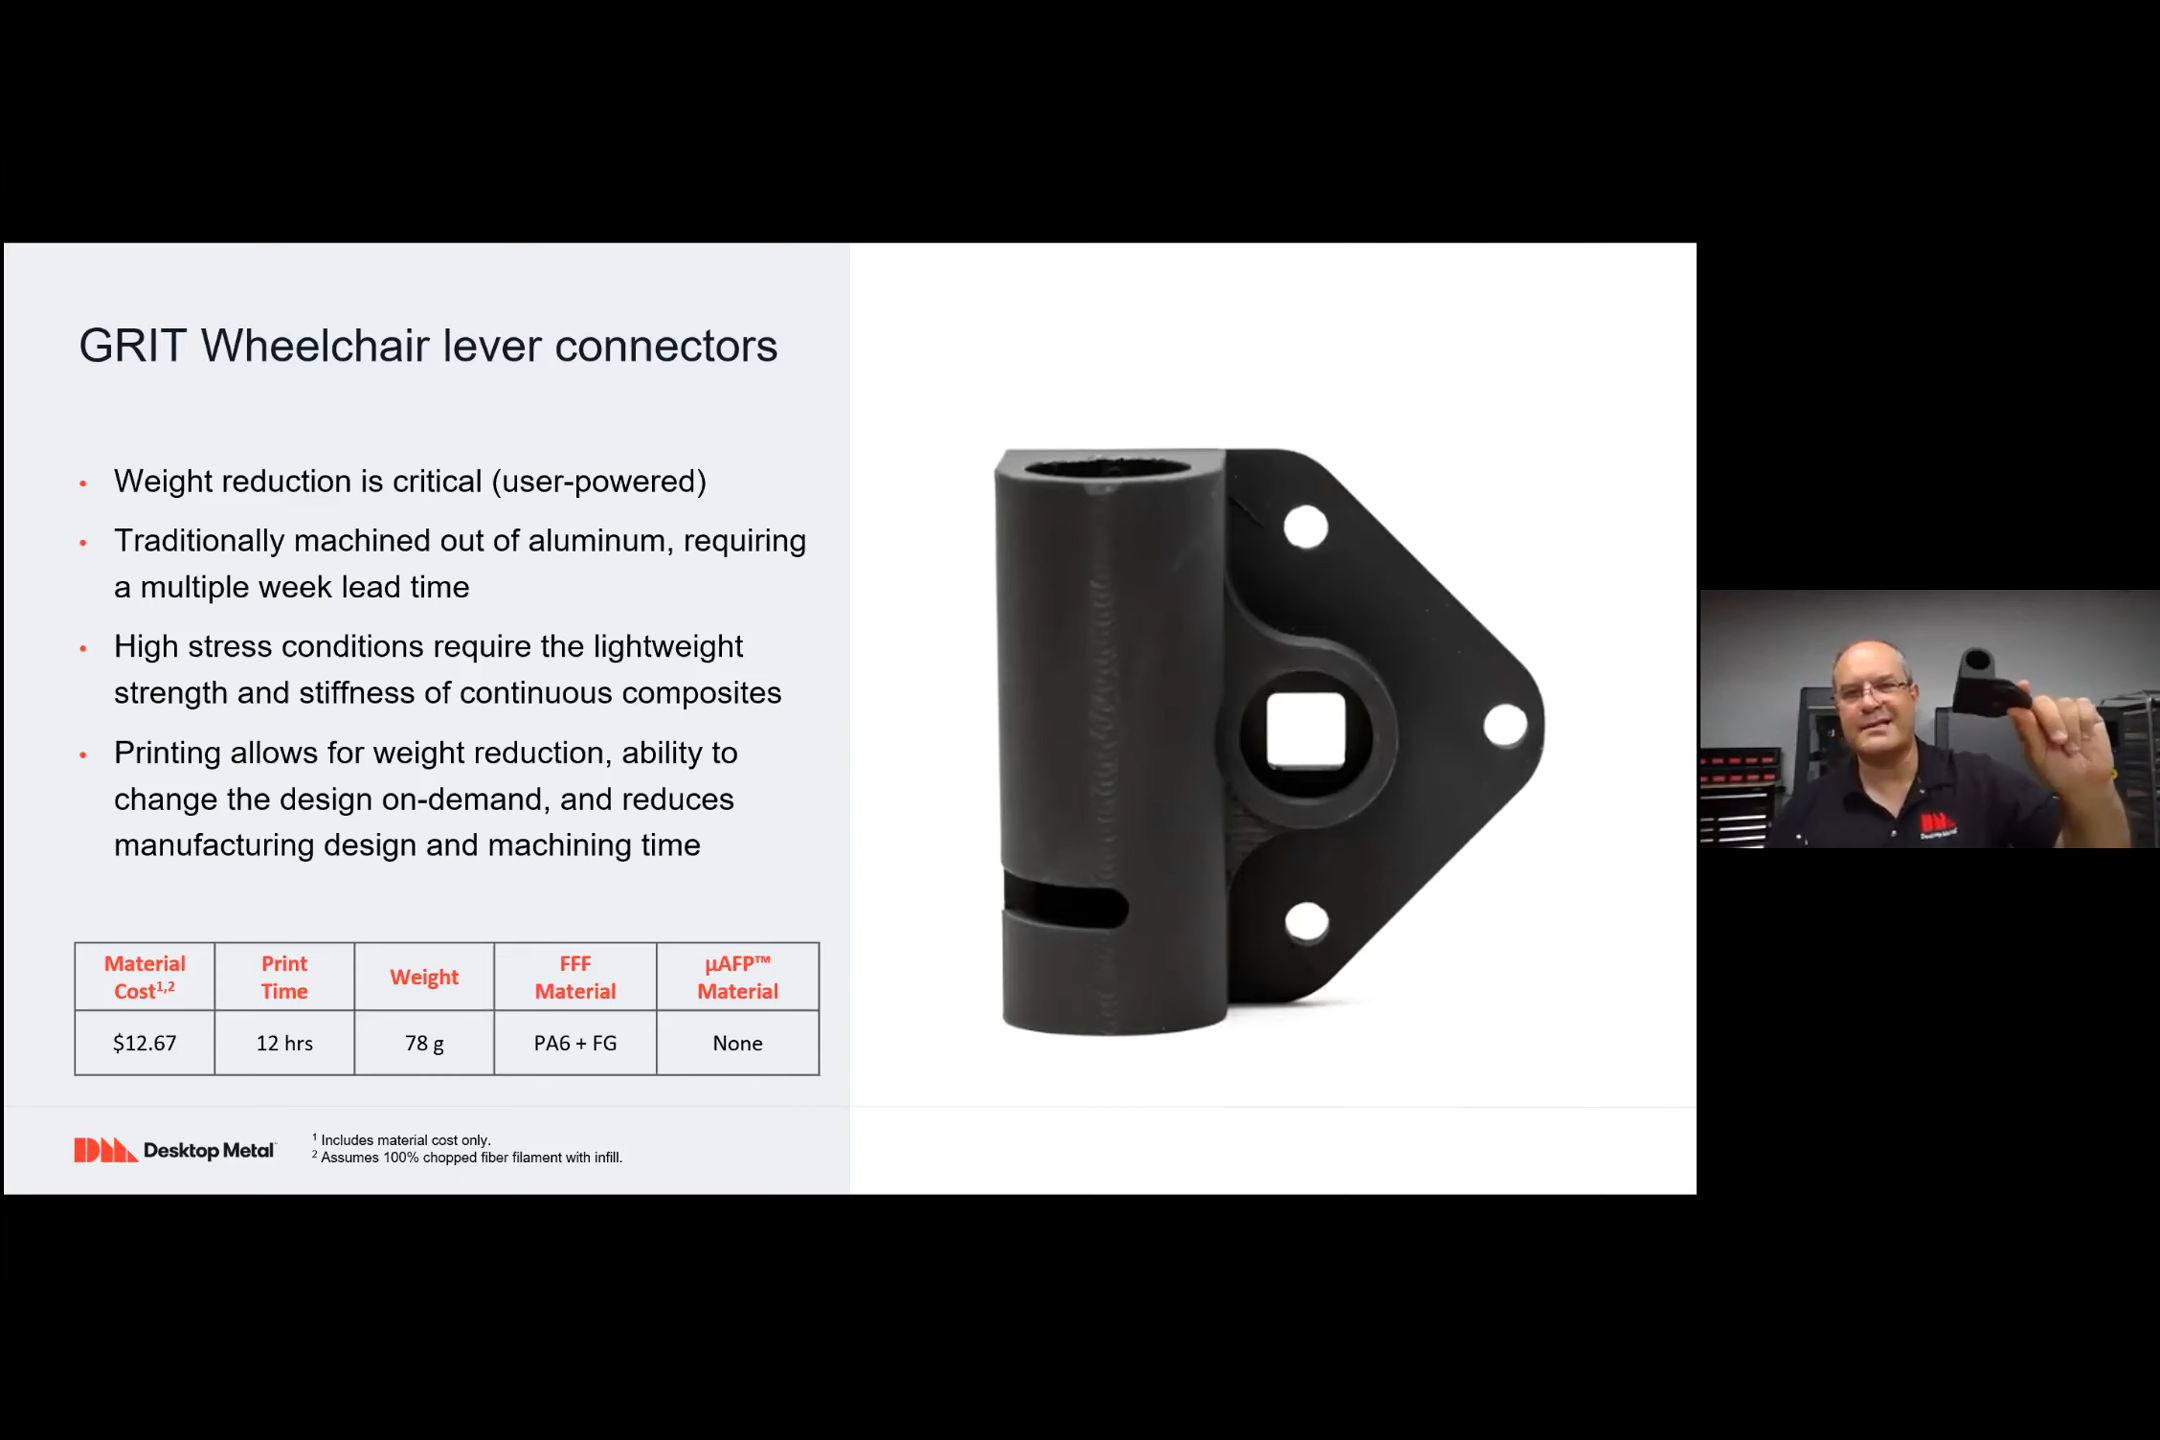 GRIT Wheelchair lever connectors
• Weight reduction is critical (user-powered)
• Traditionally machined out of aluminum, requiring
a multiple week lead time
• High stress conditions require the lightweight
strength and stiffness of continuous composites
• Printing allows for weight reduction, ability to
change the design on-demand, and reduces
manufacturing design and machining time
Material Cost1,2 Print Time Weight FFF Material µAFP™ Material
$12.67 12 hrs 78 g PA6 + FG None
DM Desktop Metal
1 Includes material cost only.
2 Assumes 100% chopped fiber filament with infill.
DM
Desktop Metal